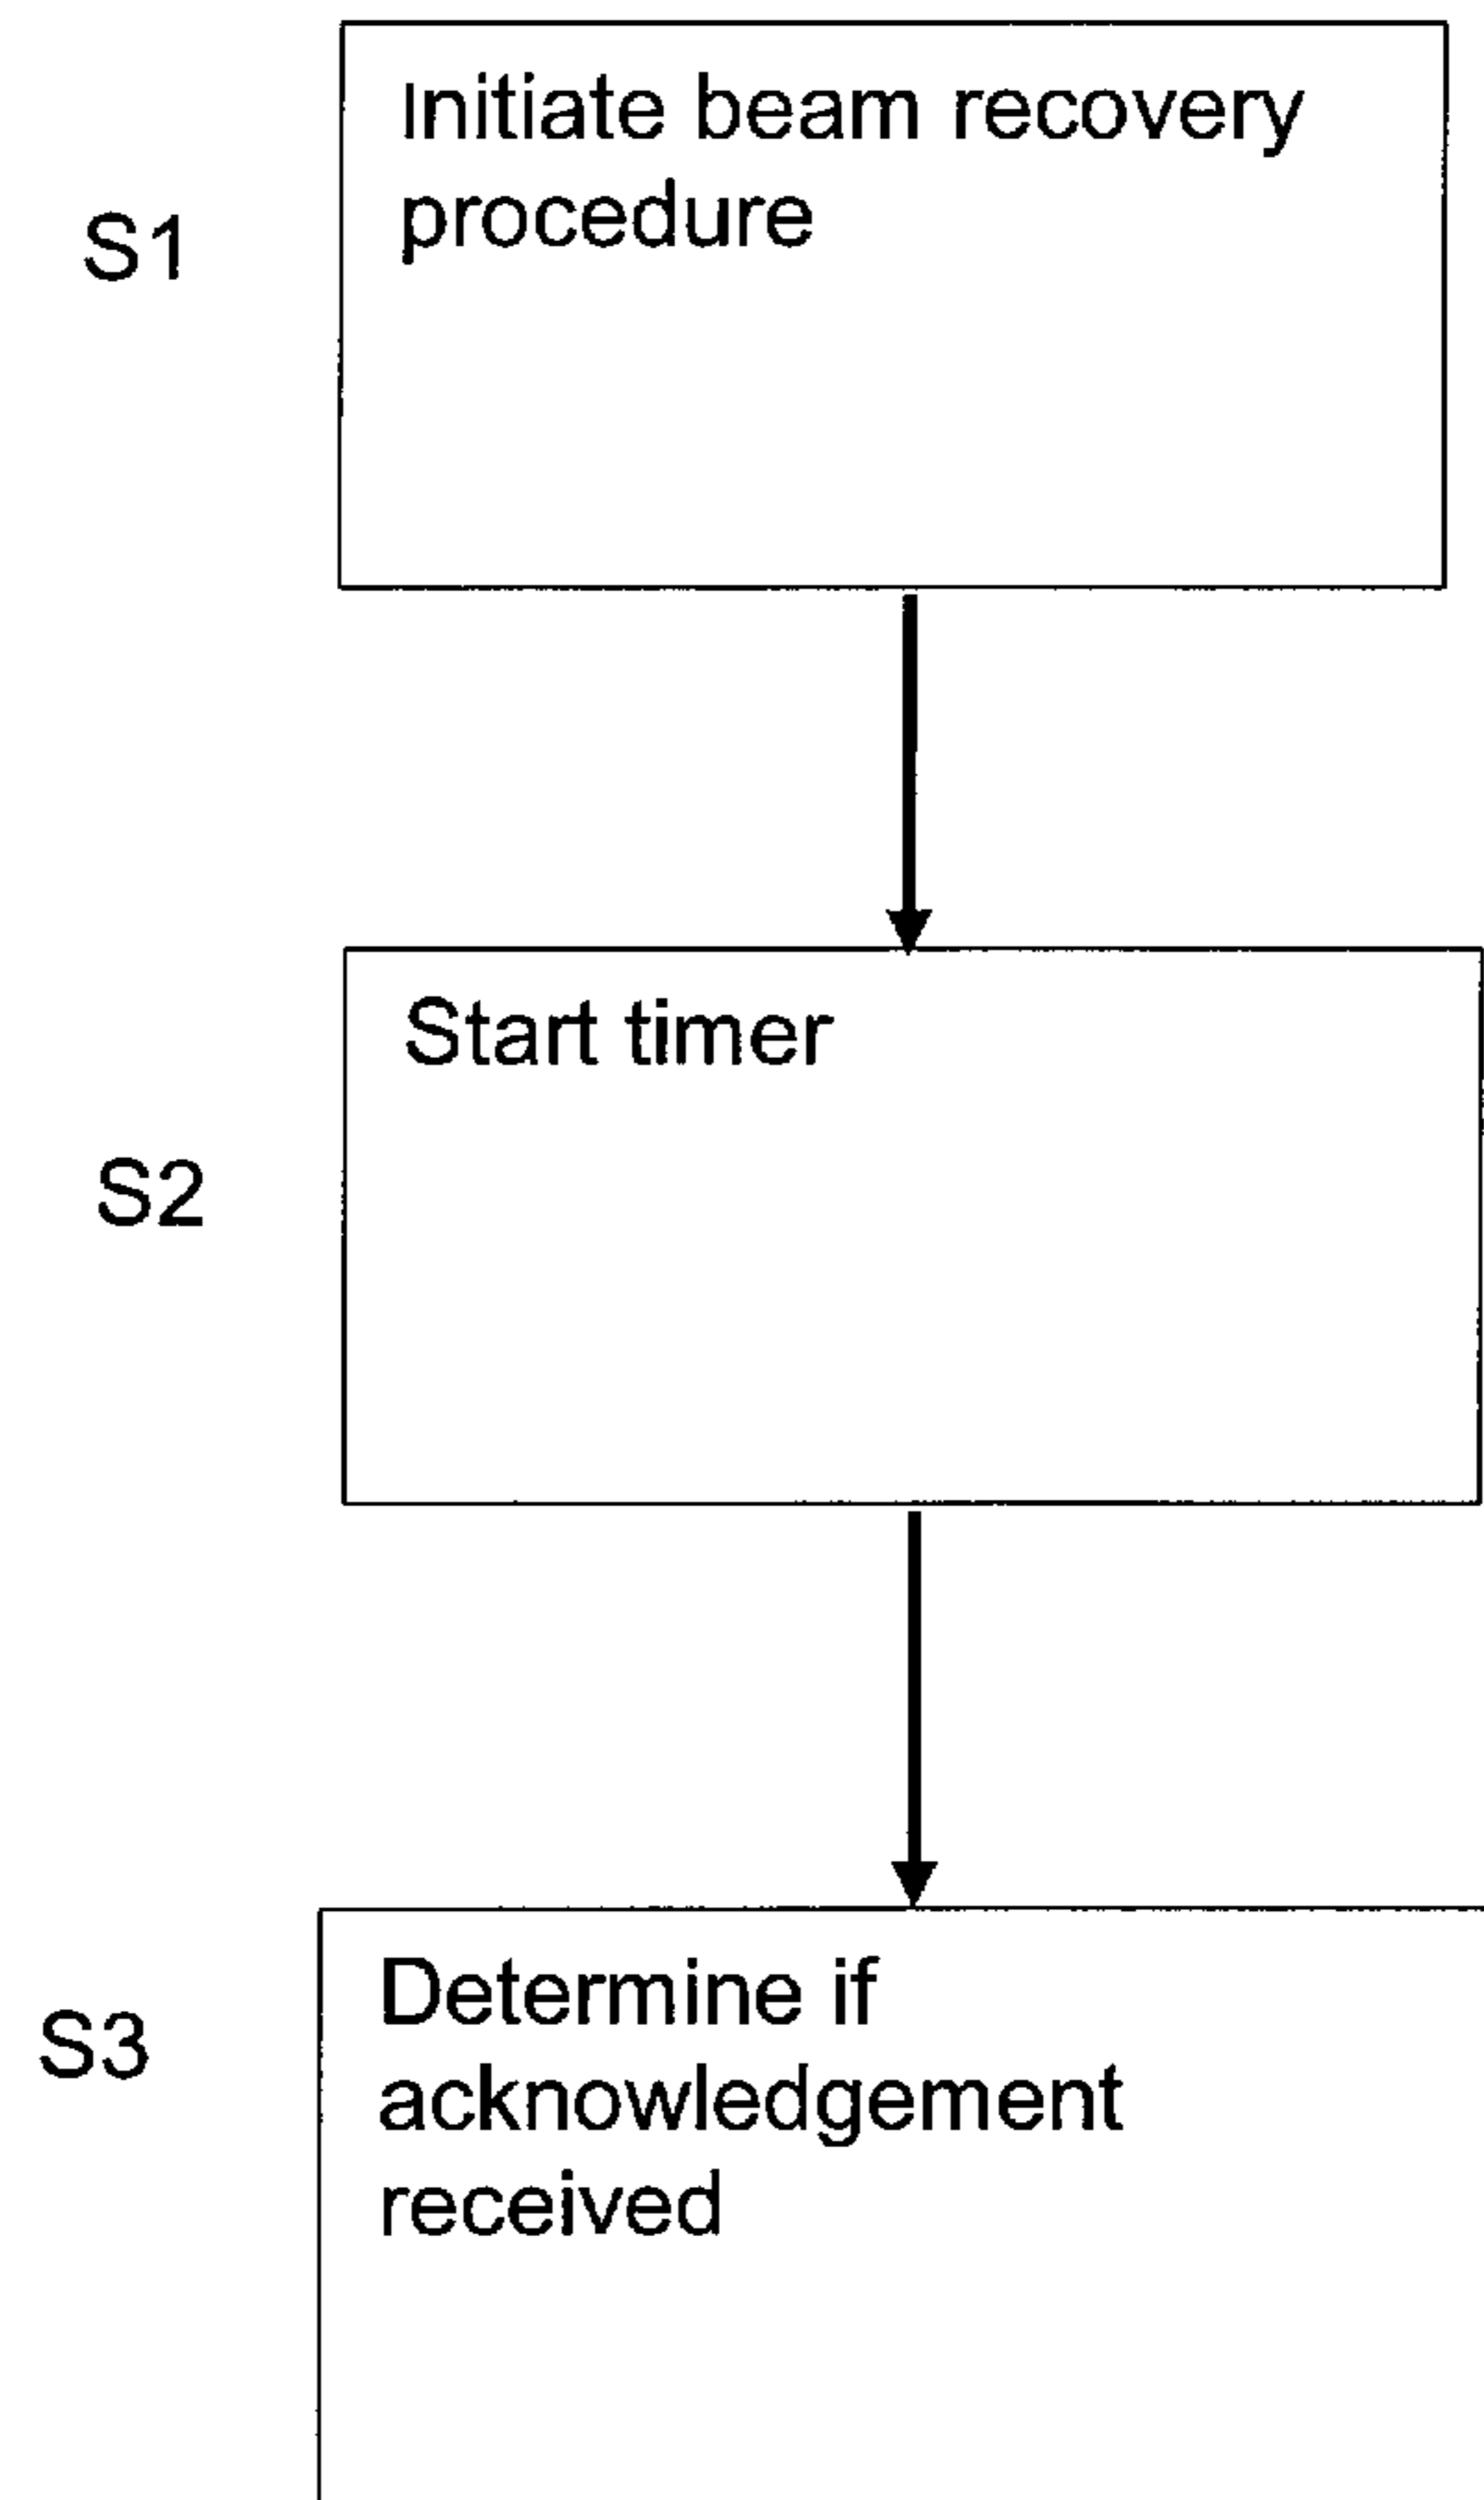 Initiate beam recovery
procedure
S1
Start timer
S2
Determine if
acknowledgement
received
S3